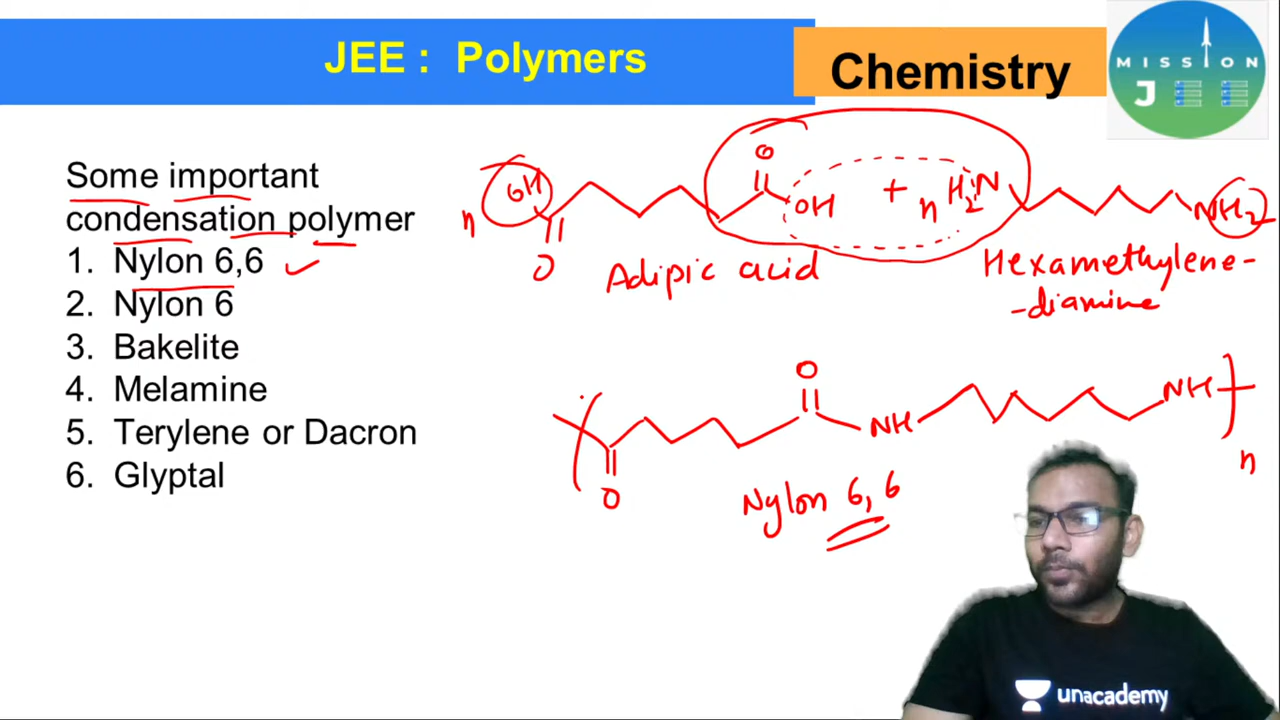 JEE : Polymers
Chemistry
MISSION
JEE
Some important
condensation polymer
1. Nylon 6,6
2. Nylon 6
3. Bakelite
4. Melamine
5. Terylene or Dacron
6. Glyptal
n OH O
O OH + n H2N NH2
Adipic acid
Hexamethylene-
-diamine
O
O NH NH n
Nylon 6,6
unacademy